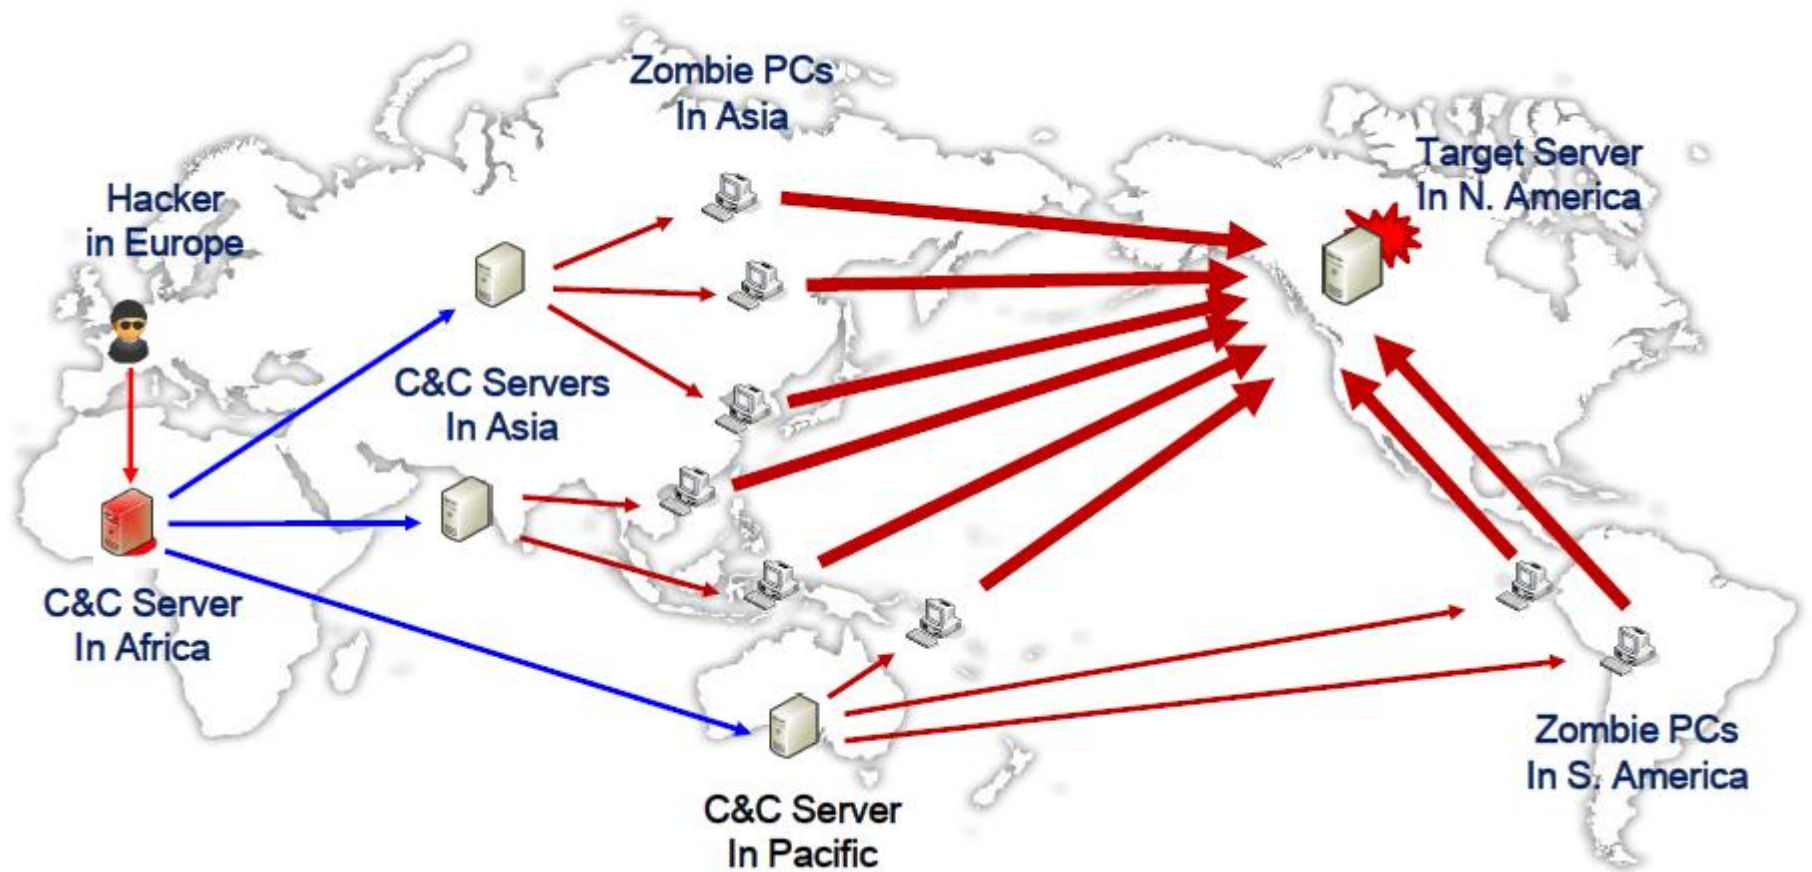 Zombie PCs
In Asia
Target Server
In N. America
Hacker
in Europe
C&C Servers
In Asia
C&C Server
In Africa
Zombie PCs
In S. America
C&C Server
In Pacific